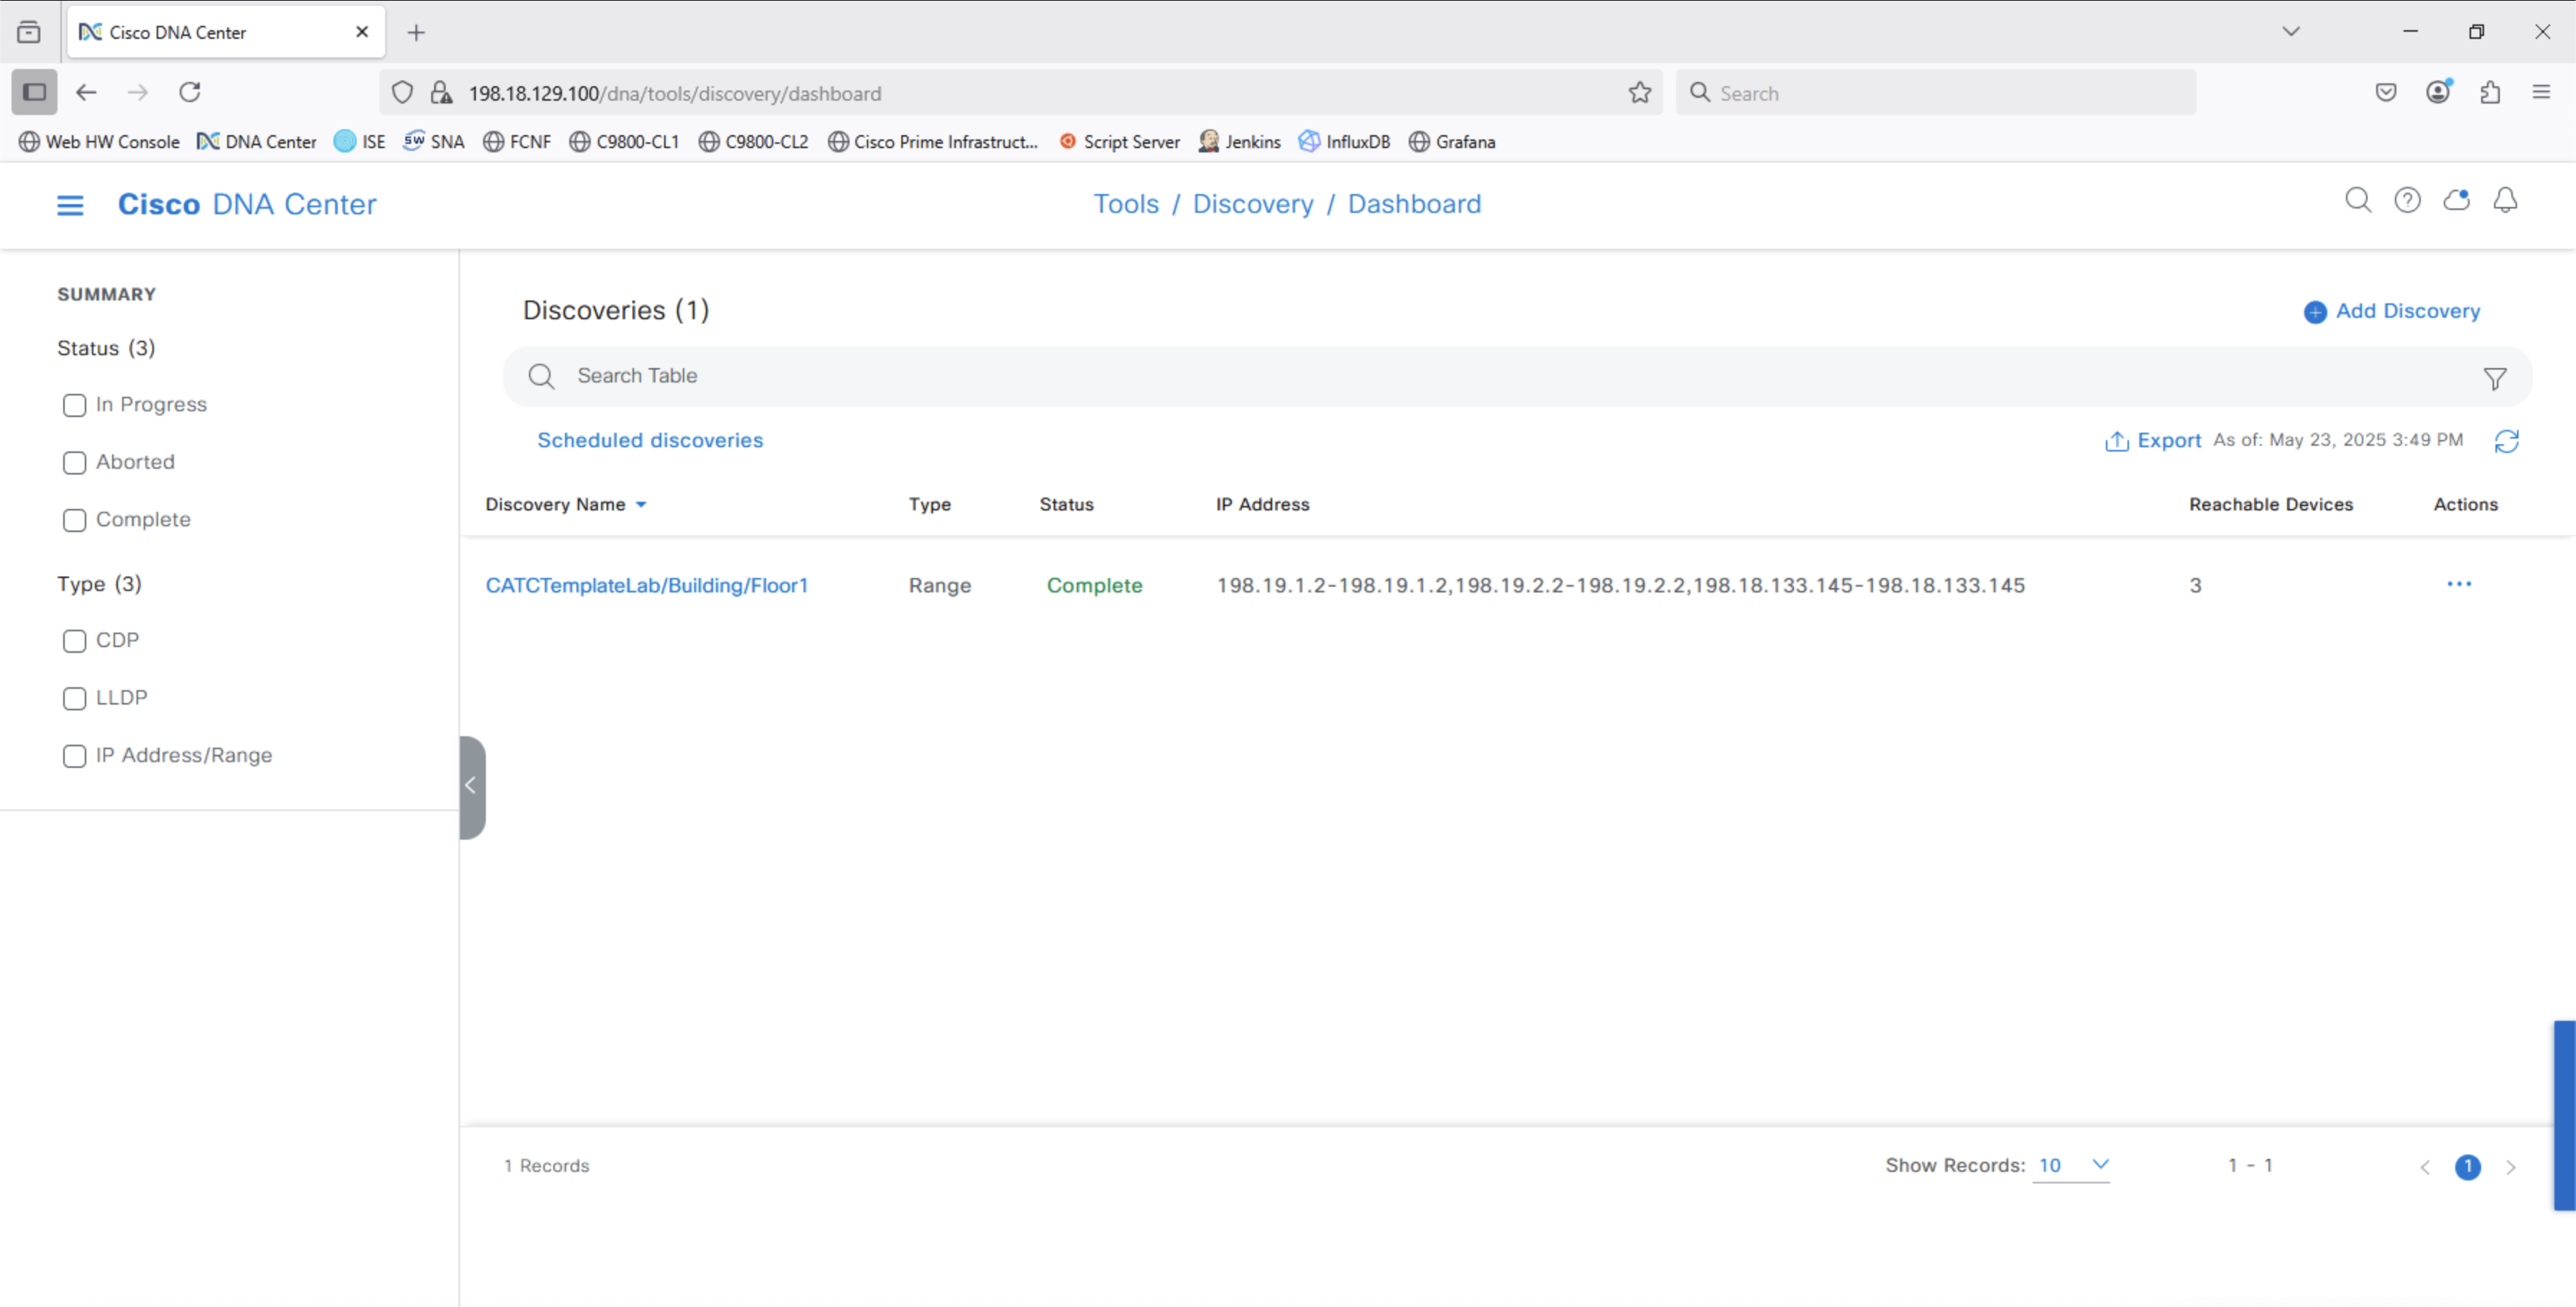 Cisco DNA Center
198.18.129.100/dna/tools/discovery/dashboard
Search
Web HW Console DNA Center ISE SNA FCNF C9800-CL1 C9800-CL2 Cisco Prime Infrastruct... Script Server Jenkins InfluxDB Grafana
Cisco DNA Center
Tools / Discovery / Dashboard
SUMMARY
Status (3)
In Progress
Aborted
Complete
Type (3)
CDP
LLDP
IP Address/Range
Discoveries (1)
Add Discovery
Search Table
Scheduled discoveries
Export As of: May 23, 2025 3:49 PM
Discovery Name Type Status IP Address Reachable Devices Actions
CATCTemplateLab/Building/Floor1 Range Complete 198.19.1.2-198.19.1.2,198.19.2.2-198.19.2.2,198.18.133.145-198.18.133.145 3 ...
1 Records
Show Records: 10
1 - 1
1